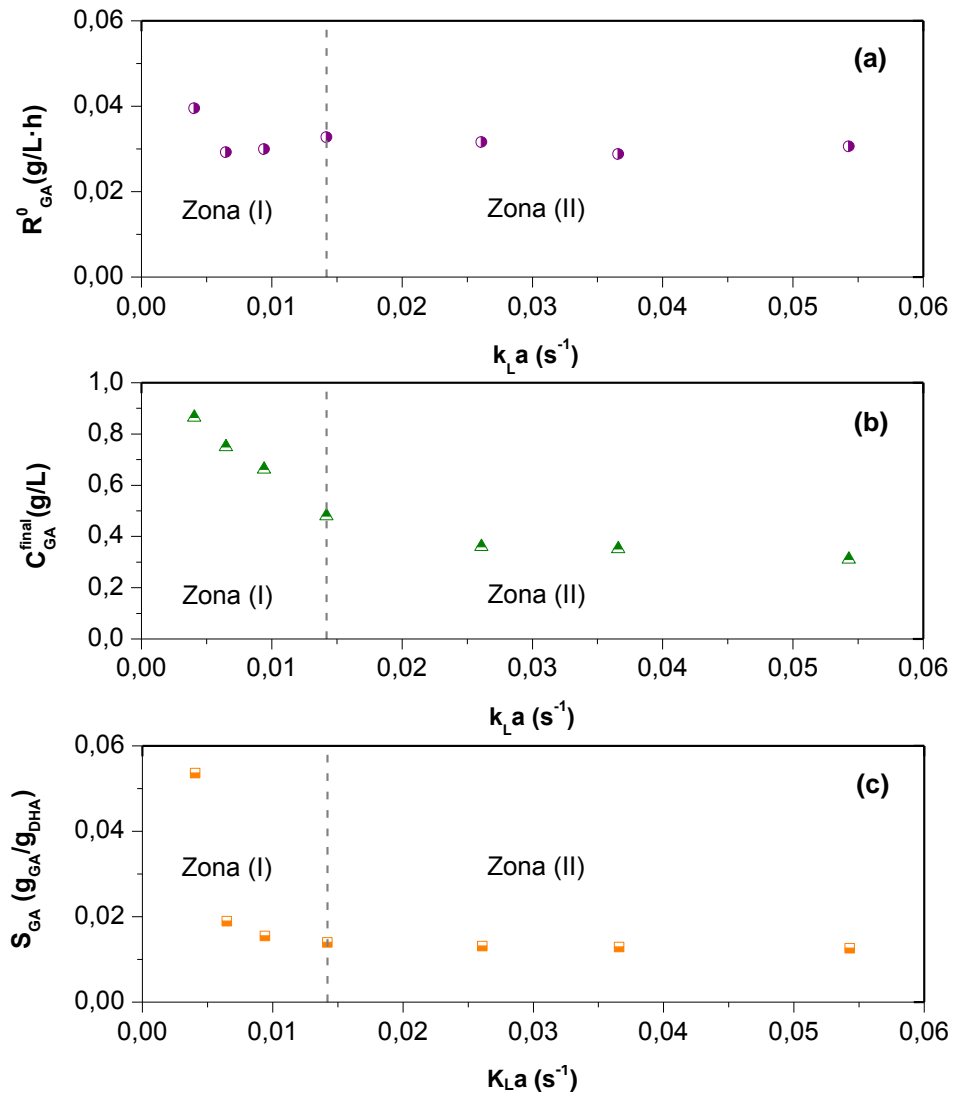 0,06
(a)
0,04
R⁰GA(g/L·h)
0,02
Zona (I)
Zona (II)
0,00
0,00 0,01 0,02 0,03 0,04 0,05 0,06
kLa (s⁻¹)
1,0
(b)
0,8
0,6
CGAfinal(g/L)
0,4
0,2
Zona (I)
Zona (II)
0,0
0,00 0,01 0,02 0,03 0,04 0,05 0,06
kLa (s⁻¹)
0,06
(c)
0,04
Zona (I)
Zona (II)
SGA (gGA/gDHA)
0,02
0,00
0,00 0,01 0,02 0,03 0,04 0,05 0,06
KLa (s⁻¹)